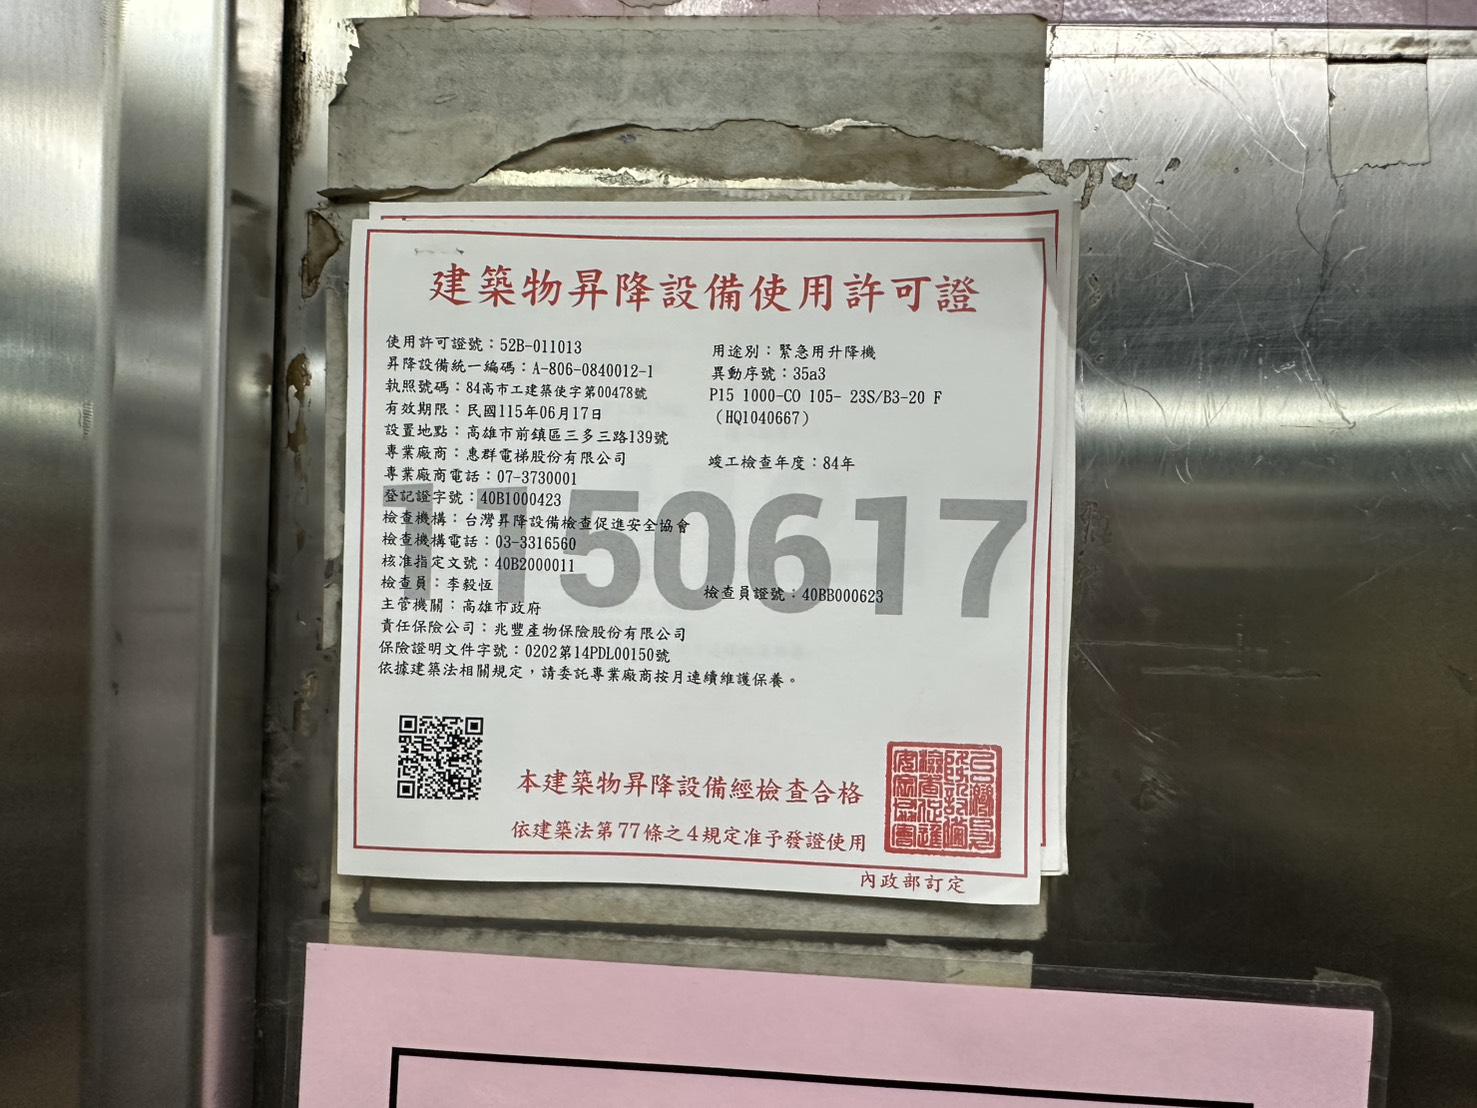 建築物昇降設備使用許可證
使用許可證號：52B-011013
用途別：緊急用升降機
昇降設備統一編碼：A-806-0840012-1
異動序號：35a3
執照號碼：84高市工建築使字第00478號
P15 1000-CO 105- 23S/B3-20 F
有效期限：民國115年06月17日
（HQ1040667）
設置地點：高雄市前鎮區三多三路139號
專業廠商：惠群電梯股份有限公司
竣工檢查年度：84年
專業廠商電話：07-3730001
登記證字號：40B1000423
1150617
檢查機構：台灣昇降設備檢查促進安全協會
檢查機構電話：03-3316560
核准指定文號：40B2000011
檢查員：李毅恆
檢查員證號：40BB000623
主管機關：高雄市政府
責任保險公司：兆豐產物保險股份有限公司
保險證明文件字號：0202第14PDL00150號
依據建築法相關規定，請委託專業廠商按月連續維護保養。
本建築物昇降設備經檢查合格
依建築法第77條之4規定准予發證使用
內政部訂定